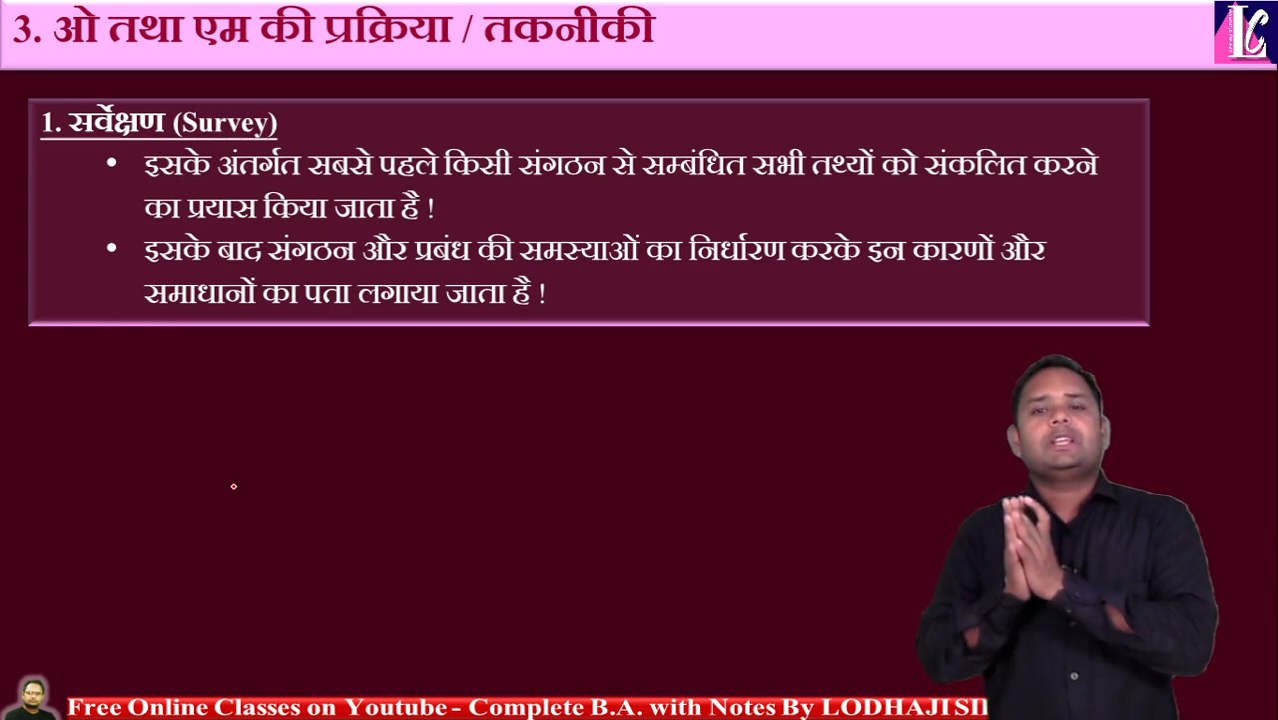 3. ओ तथा एम की प्रक्रिया / तकनीकी
LC
1. सर्वेक्षण (Survey)
• इसके अंतर्गत सबसे पहले किसी संगठन से सम्बंधित सभी तथ्यों को संकलित करने
का प्रयास किया जाता है !
• इसके बाद संगठन और प्रबंध की समस्याओं का निर्धारण करके इन कारणों और
समाधानों का पता लगाया जाता है !
Free Online Classes on Youtube - Complete B.A. with Notes By LODHAJI